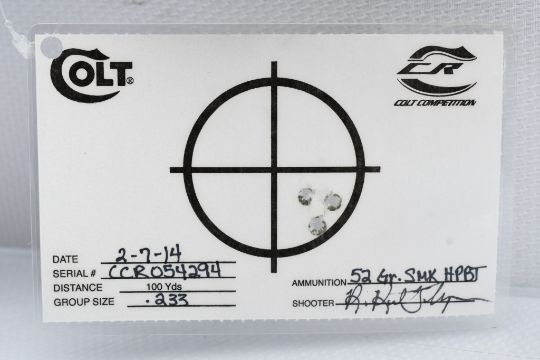 COLT®
CR
COLT COMPETITION
DATE 2-7-14
SERIAL # CCR054294
DISTANCE 100 Yds
GROUP SIZE .233
AMMUNITION 52 Gr. SMK HPBT
SHOOTER